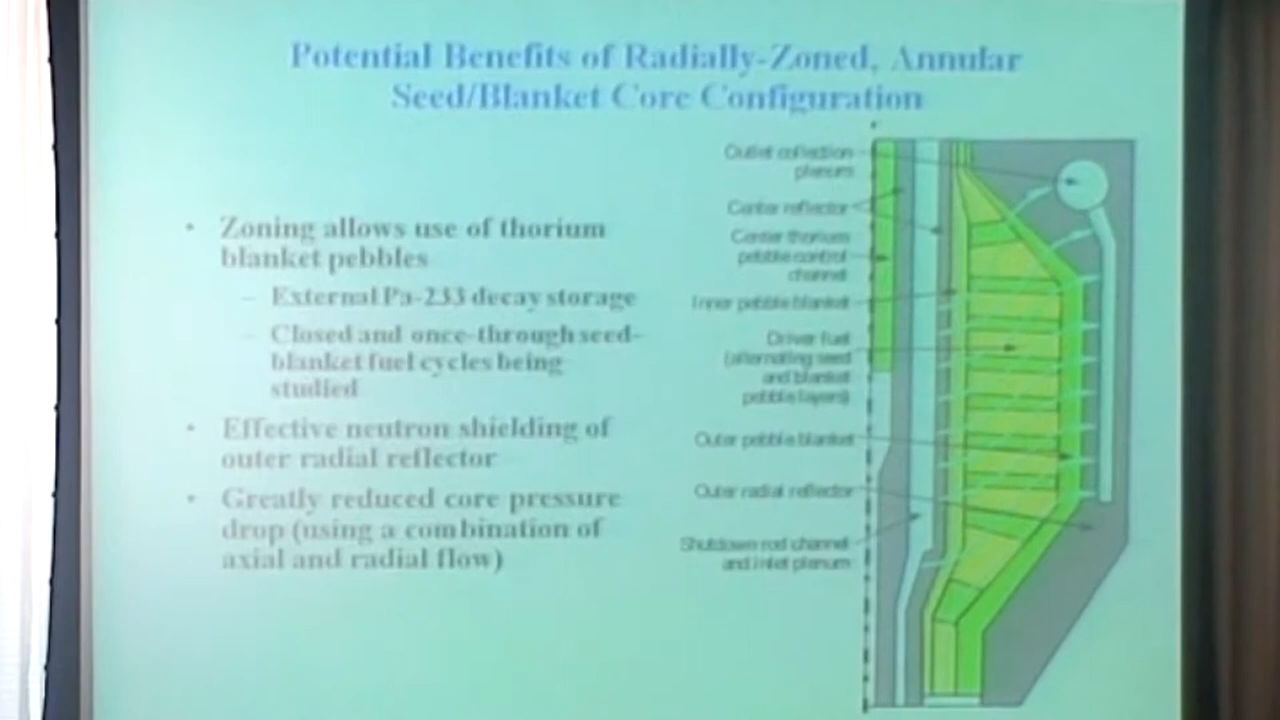 Potential Benefits of Radially-Zoned, Annular
Seed/Blanket Core Configuration
• Zoning allows use of thorium
blanket pebbles
– External Pa-233 decay storage
– Closed and once-through seed-
blanket fuel cycles being
studied
• Effective neutron shielding of
outer radial reflector
• Greatly reduced core pressure
drop (using a combination of
axial and radial flow)
Outlet collection
plenum
Center reflector
Center thorium
pebble control
channel
Inner pebble blanket
Driver fuel
(alternating seed
and blanket
pebble layers)
Outer pebble blanket
Outer radial reflector
Shutdown rod channel
and inlet plenum